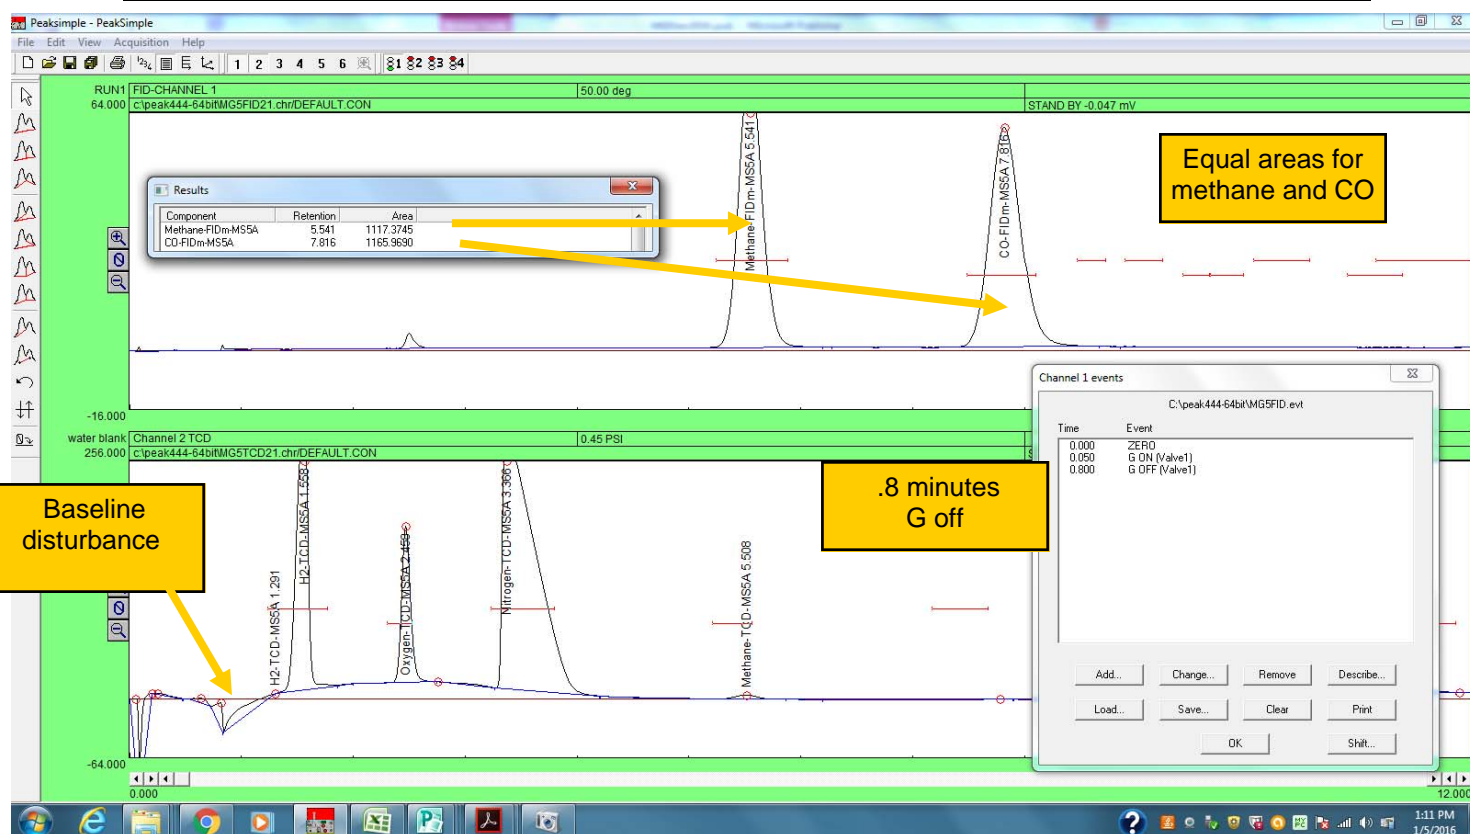 Peaksimple - PeakSimple
File Edit View Acquisition Help
1 2 3 4 5 6 1 2 3 4
RUN1 FID-CHANNEL 1 50.00 deg
64.000 c:\peak444-64bit\MG5FID21.chr/DEFAULT.CON STAND BY -0.047 mV
Methane-FIDm-MS5A 5.541
CO-FIDm-MS5A 7.816
Equal areas for
methane and CO
Results
Component Retention Area
Methane-FIDm-MS5A 5.541 1117.3745
CO-FIDm-MS5A 7.816 1165.9690
-16.000
water blank Channel 2 TCD 0.45 PSI
256.000 c:\peak444-64bit\MG5TCD21.chr/DEFAULT.CON
Baseline
disturbance
H2-TCD-MS5A 1.291
H2-TCD-MS5A 1.558
Oxygen-TCD-MS5A 2.459
Nitrogen-TCD-MS5A 3.366
Methane-TCD-MS5A 5.508
.8 minutes
G off
Channel 1 events
C:\peak444-64bit\MG5FID.evt
Time Event
0.000 ZERO
0.050 G ON (Valve1)
0.800 G OFF (Valve1)
Add... Change... Remove Describe...
Load... Save... Clear Print
OK Shift...
-64.000
0.000 12.000
1:11 PM
1/5/2016